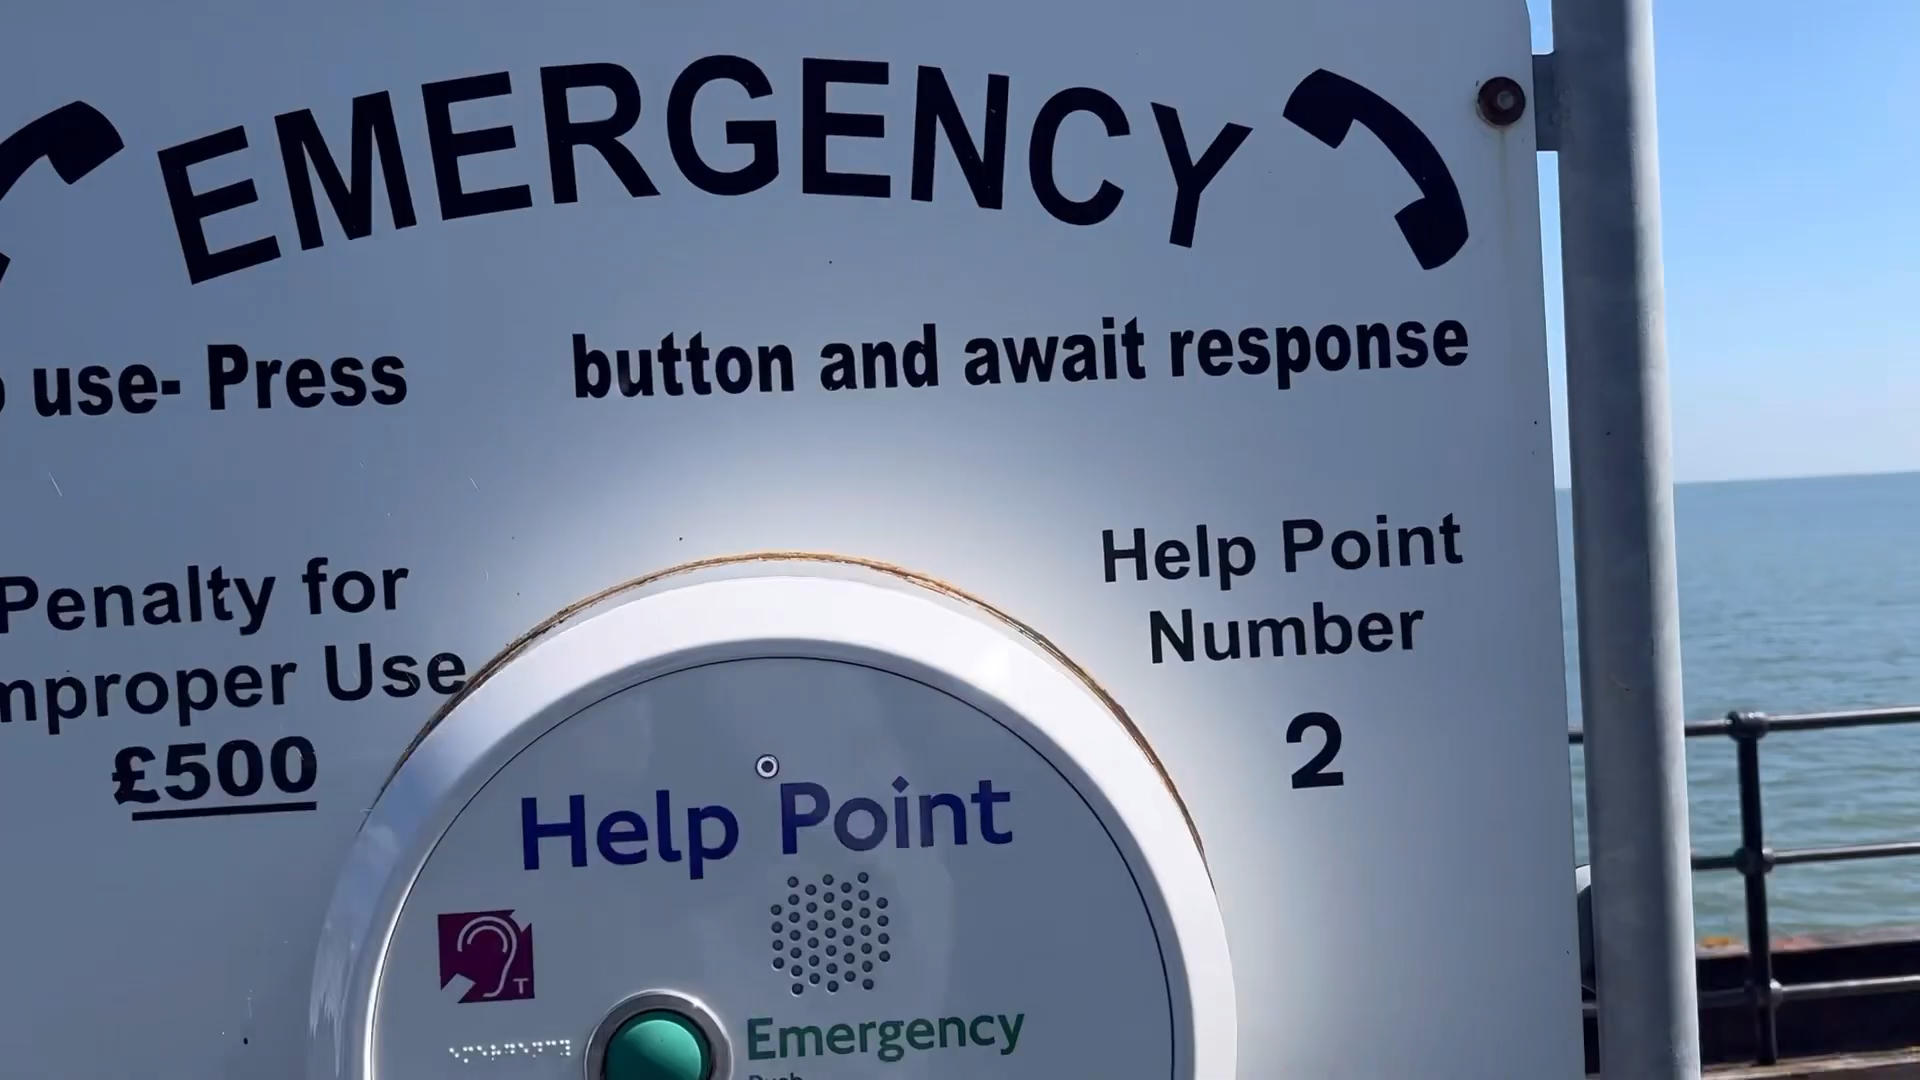 EMERGENCY
use- Press button and await response
Penalty for
mproper Use
£500
Help Point
Number
2
Help Point
T
Emergency